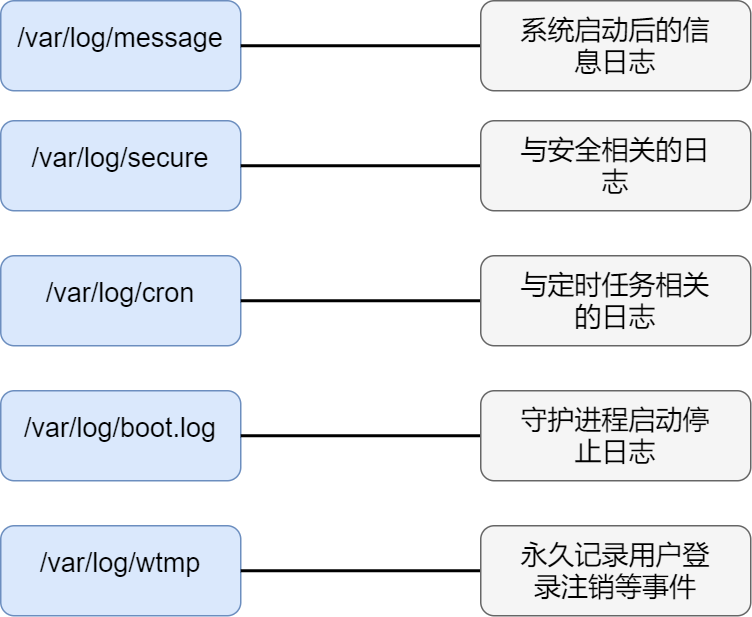 /var/log/message
系统启动后的信
息日志
/var/log/secure
与安全相关的日
志
/var/log/cron
与定时任务相关
的日志
/var/log/boot.log
守护进程启动停
止日志
/var/log/wtmp
永久记录用户登
录注销等事件